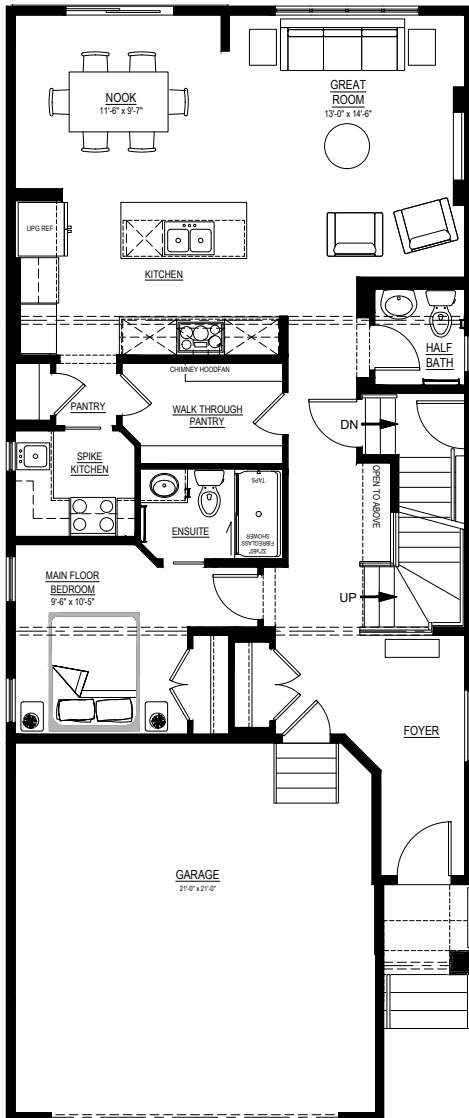 NOOK
11'-6" x 9'-7"
GREAT
ROOM
13'-0" x 14'-6"
UPG REF
KITCHEN
HALF
BATH
CHIMNEY HOODFAN
PANTRY
WALK THROUGH
PANTRY
DN
SPIKE
KITCHEN
TAPS
OPEN TO ABOVE
ENSUITE
32"x60"
FIBREGLASS
SHOWER
MAIN FLOOR
BEDROOM
9'-6" x 10'-5"
UP
FOYER
GARAGE
21'-0" x 21'-0"